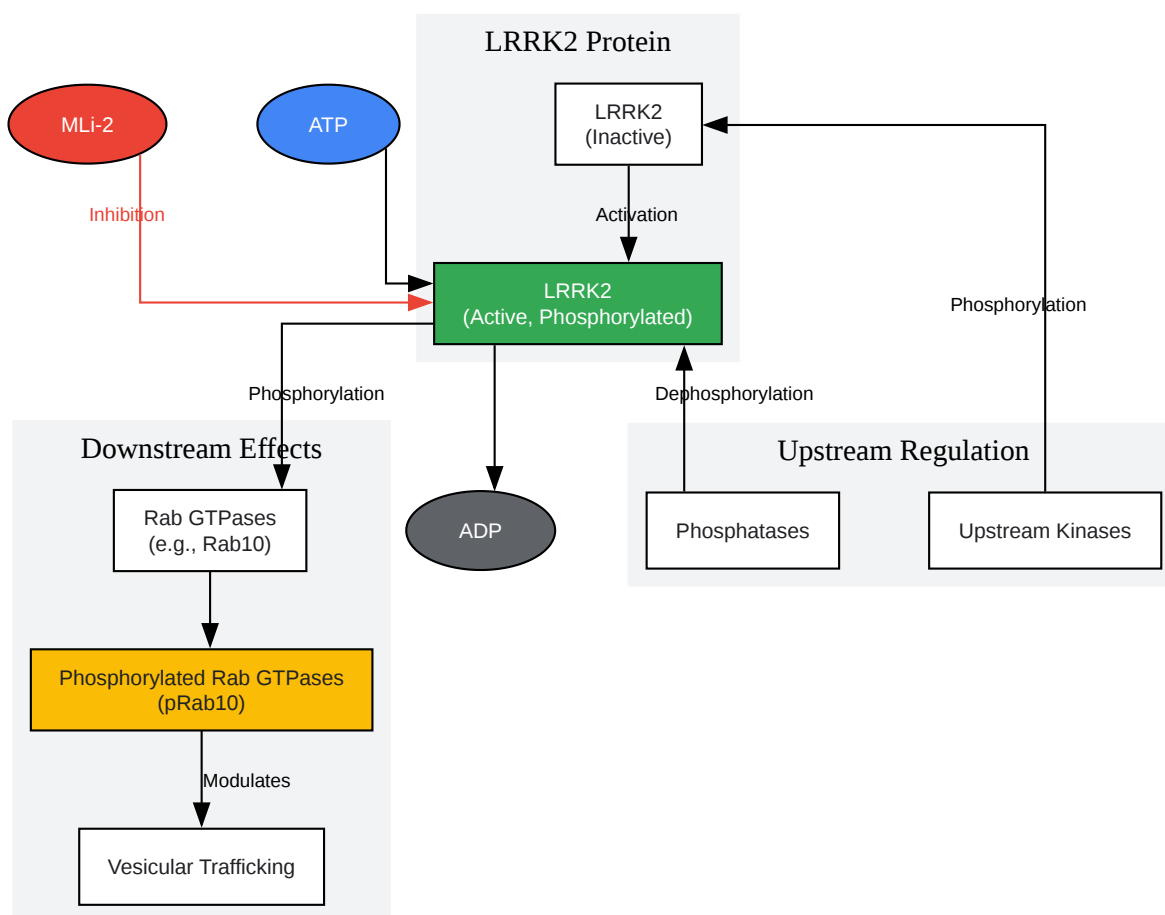 LRRK2 Protein
MLi-2
ATP
LRRK2
(Inactive)
Inhibition
Activation
LRRK2
(Active, Phosphorylated)
Phosphorylation
Phosphorylation
Dephosphorylation
Downstream Effects
Upstream Regulation
Rab GTPases
(e.g., Rab10)
ADP
Phosphatases
Upstream Kinases
Phosphorylated Rab GTPases
(pRab10)
Modulates
Vesicular Trafficking